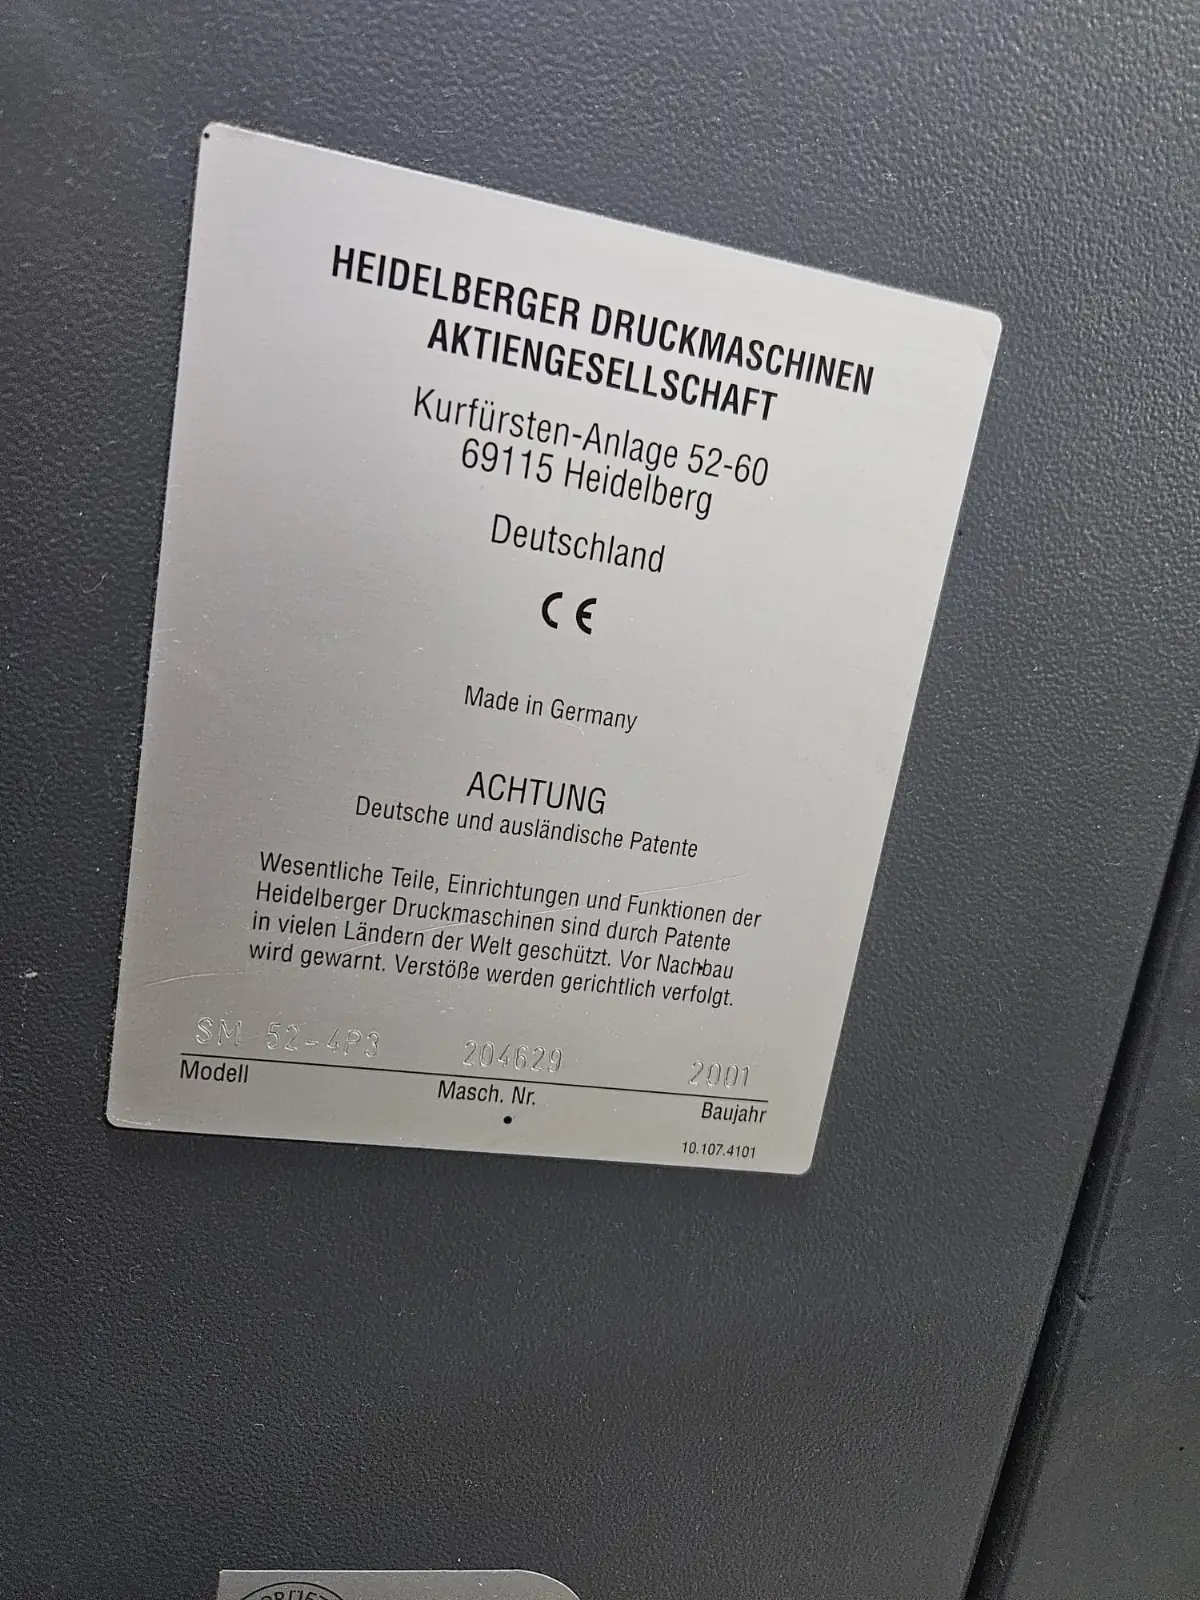 HEIDELBERGER DRUCKMASCHINEN
AKTIENGESELLSCHAFT
Kurfürsten-Anlage 52-60
69115 Heidelberg
Deutschland
CE
Made in Germany
ACHTUNG
Deutsche und ausländische Patente
Wesentliche Teile, Einrichtungen und Funktionen der
Heidelberger Druckmaschinen sind durch Patente
in vielen Ländern der Welt geschützt. Vor Nachbau
wird gewarnt. Verstöße werden gerichtlich verfolgt.
SM 52-4P3 204629 2001
Modell Masch. Nr. Baujahr
10.107.4101